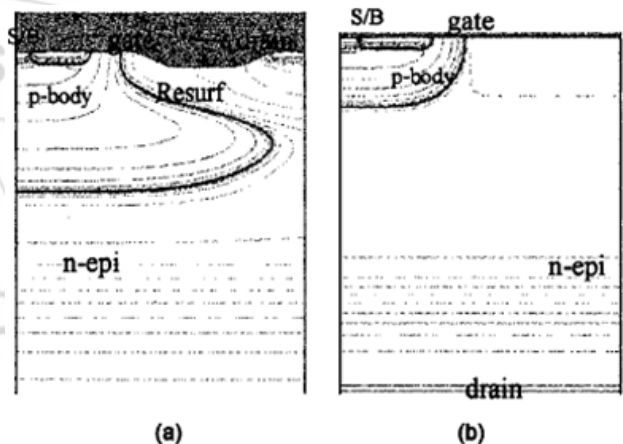 S/B
gate
p-body
Resurf
n-epi
(a)
S/B
gate
p-body
n-epi
drain
(b)